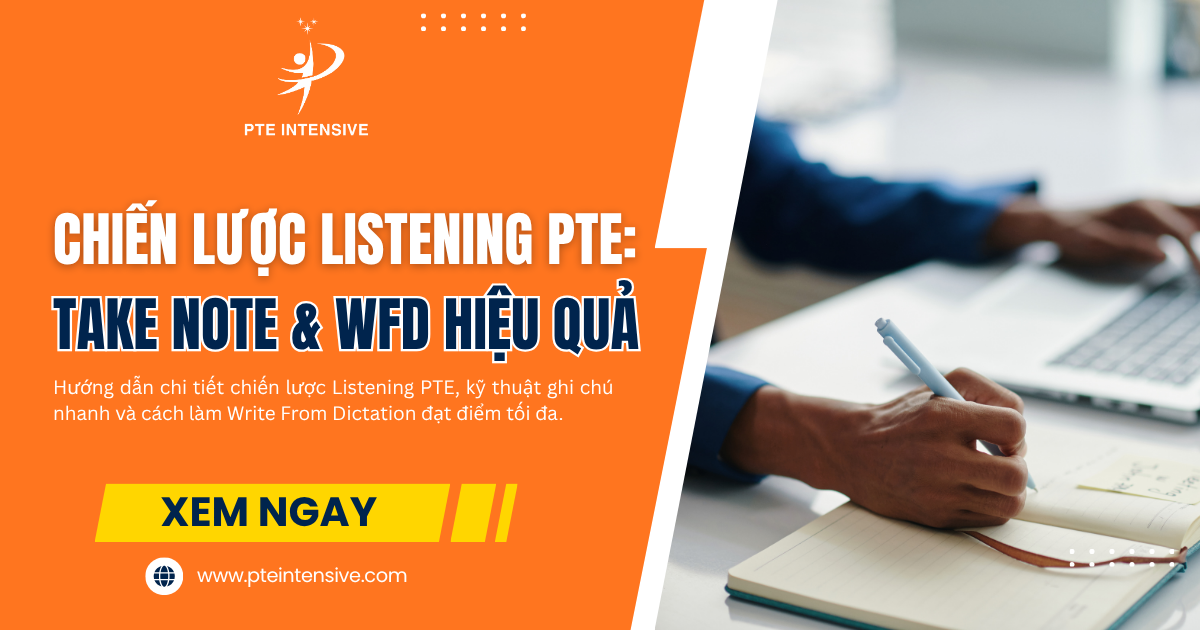 PTE INTENSIVE
CHIẾN LƯỢC LISTENING PTE:
TAKE NOTE & WFD HIỆU QUẢ
Hướng dẫn chi tiết chiến lược Listening PTE, kỹ thuật ghi chú
nhanh và cách làm Write From Dictation đạt điểm tối đa.
XEM NGAY
www.pteintensive.com